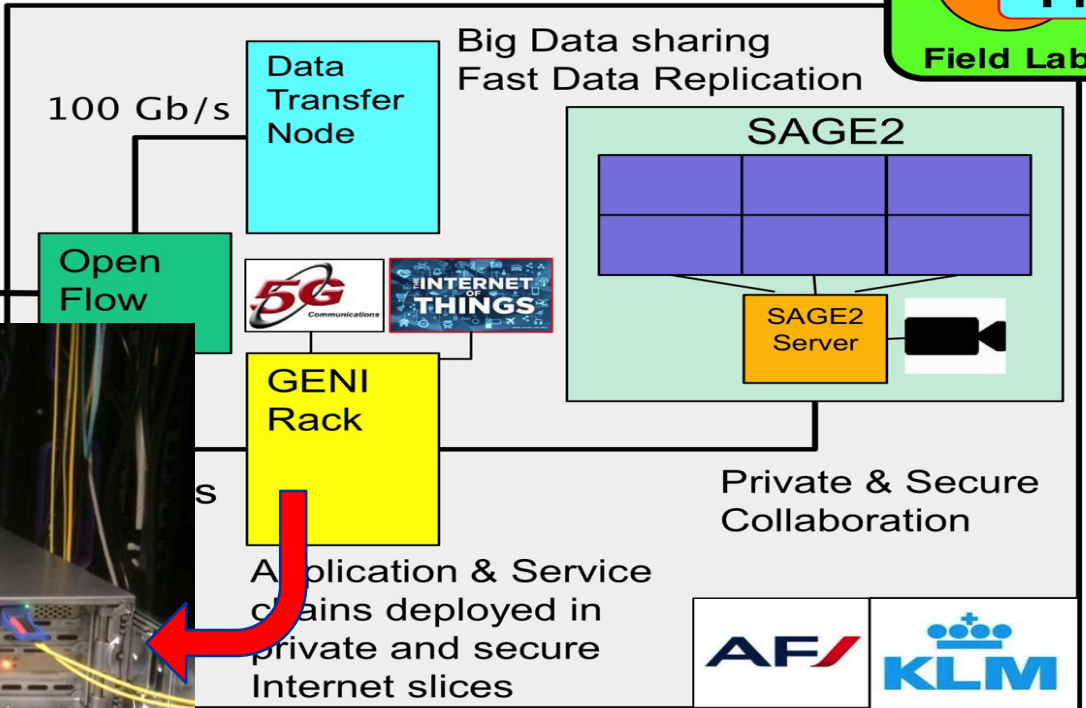 Field Lab
Big Data sharing
Fast Data Replication
100 Gb/s
Data
Transfer
Node
SAGE2
Open
Flow
5G
Communications
THE
INTERNET
OF
THINGS
SAGE2
Server
GENI
Rack
s
Private & Secure
Collaboration
Application & Service
chains deployed in
private and secure
Internet slices
AF
KLM